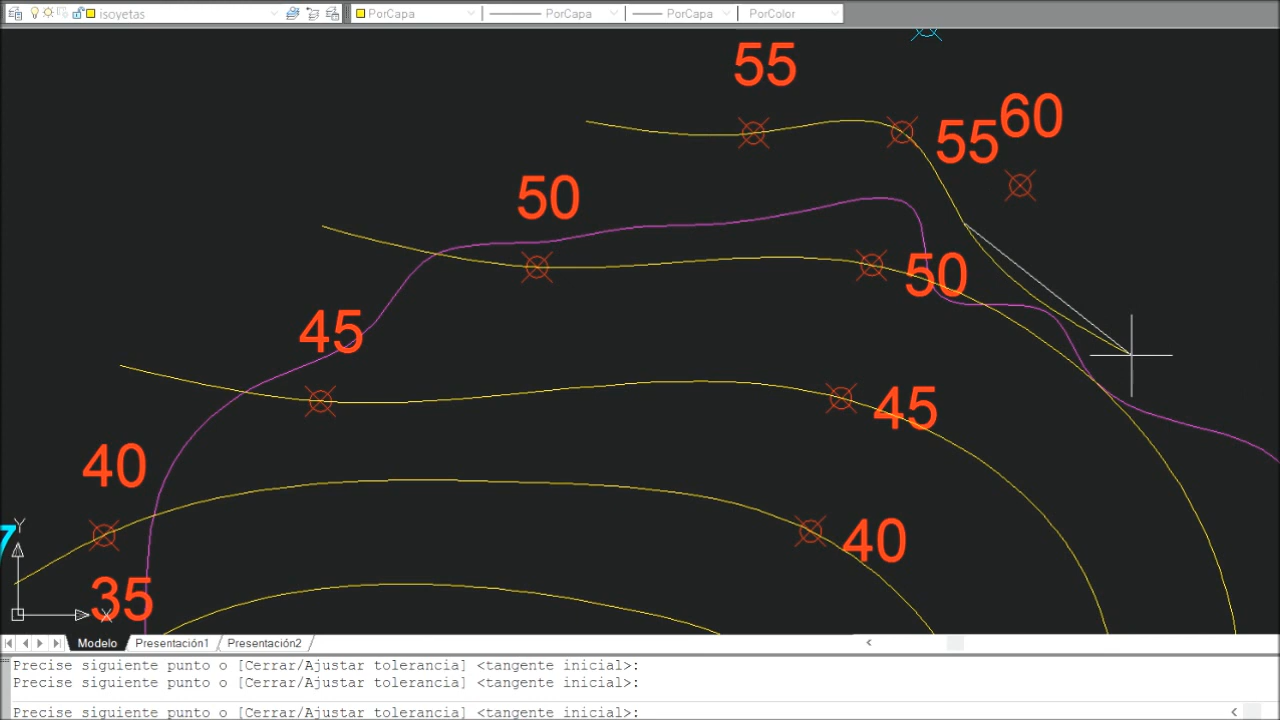 isoyetas PorCapa PorCapa PorCapa PorColor
55
60
55
50
50
45
45
40
40
7
Y
35
X
Modelo Presentación1 Presentación2
Precise siguiente punto o [Cerrar/Ajustar tolerancia] <tangente inicial>:
Precise siguiente punto o [Cerrar/Ajustar tolerancia] <tangente inicial>:
Precise siguiente punto o [Cerrar/Ajustar tolerancia] <tangente inicial>: